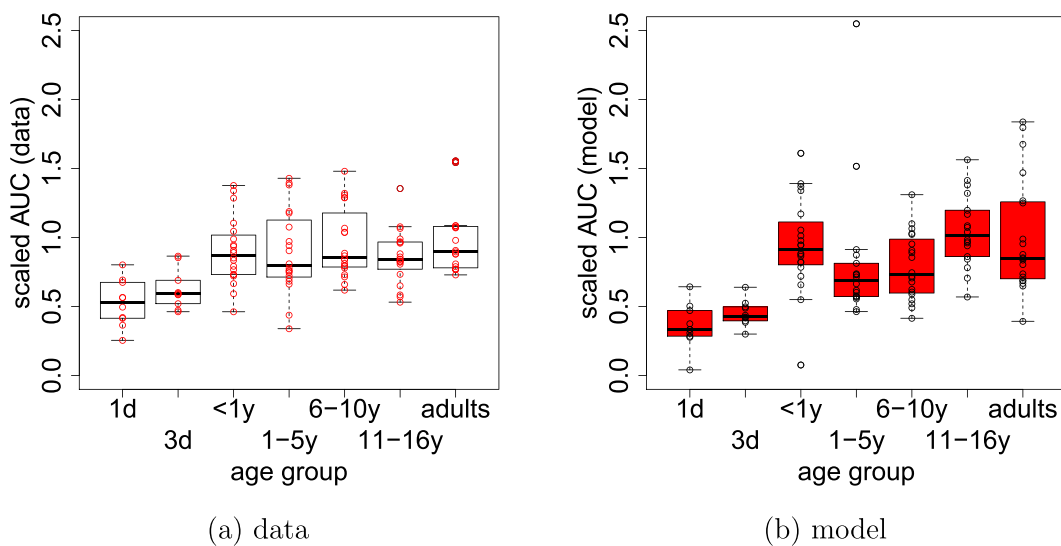 scaled AUC (data)
0.0 0.5 1.0 1.5 2.0 2.5
1d <1y 6−10y adults
3d 1−5y 11−16y
age group
(a) data
scaled AUC (model)
0.0 0.5 1.0 1.5 2.0 2.5
1d <1y 6−10y adults
3d 1−5y 11−16y
age group
(b) model